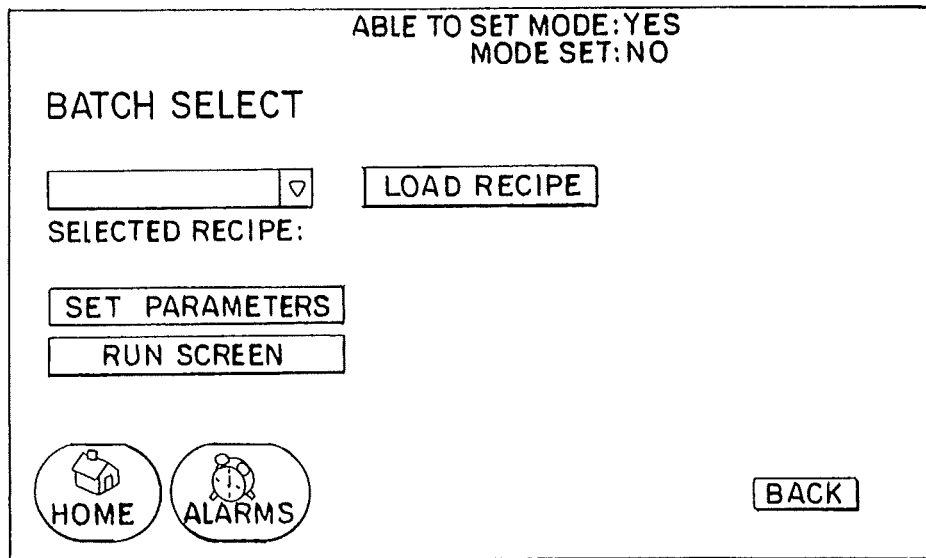 ABLE TO SET MODE: YES
MODE SET: NO
BATCH SELECT
LOAD RECIPE
SELECTED RECIPE:
SET PARAMETERS
RUN SCREEN
HOME
ALARMS
BACK